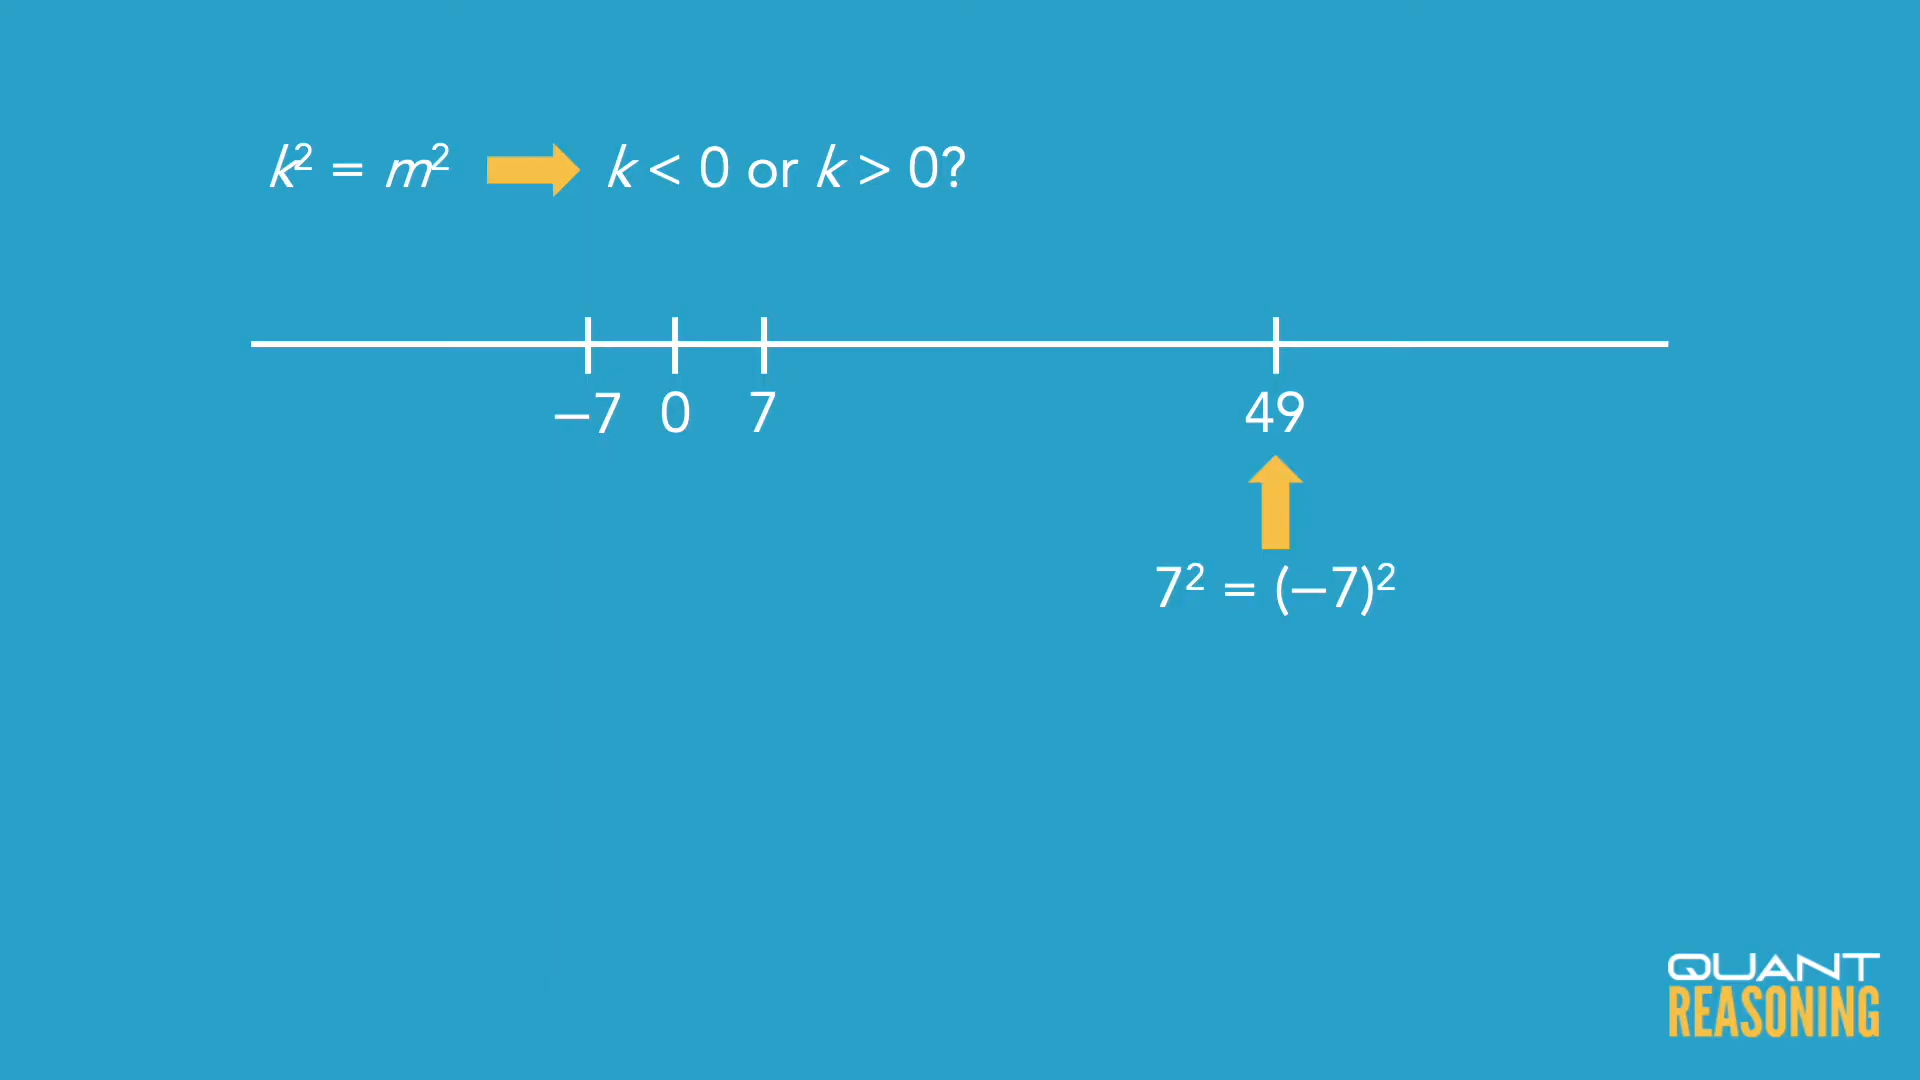 k² = m² k < 0 or k > 0?
–7 0 7 49
7² = (–7)²
QUANT
REASONING